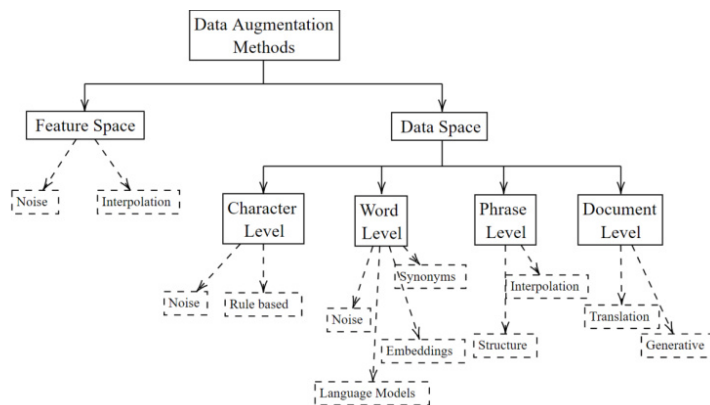 Data Augmentation
Methods
Feature Space
Data Space
Noise
Interpolation
Character
Level
Word
Level
Phrase
Level
Document
Level
Noise
Rule based
Synonyms
Noise
Embeddings
Language Models
Interpolation
Structure
Translation
Generative